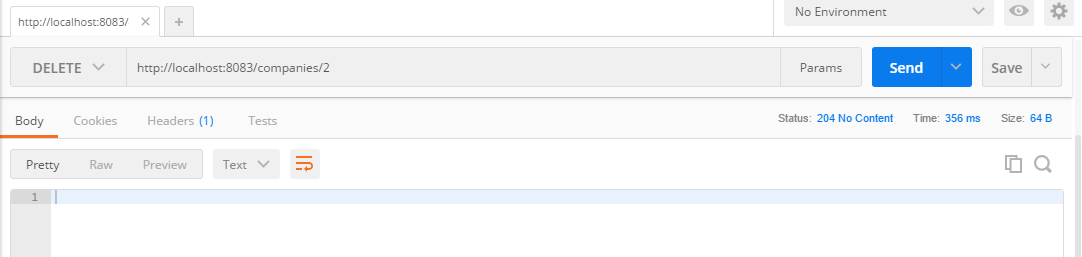 http://localhost:8083/
No Environment
DELETE http://localhost:8083/companies/2 Params Send Save
Body Cookies Headers (1) Tests Status: 204 No Content Time: 356 ms Size: 64 B
Pretty Raw Preview Text
1